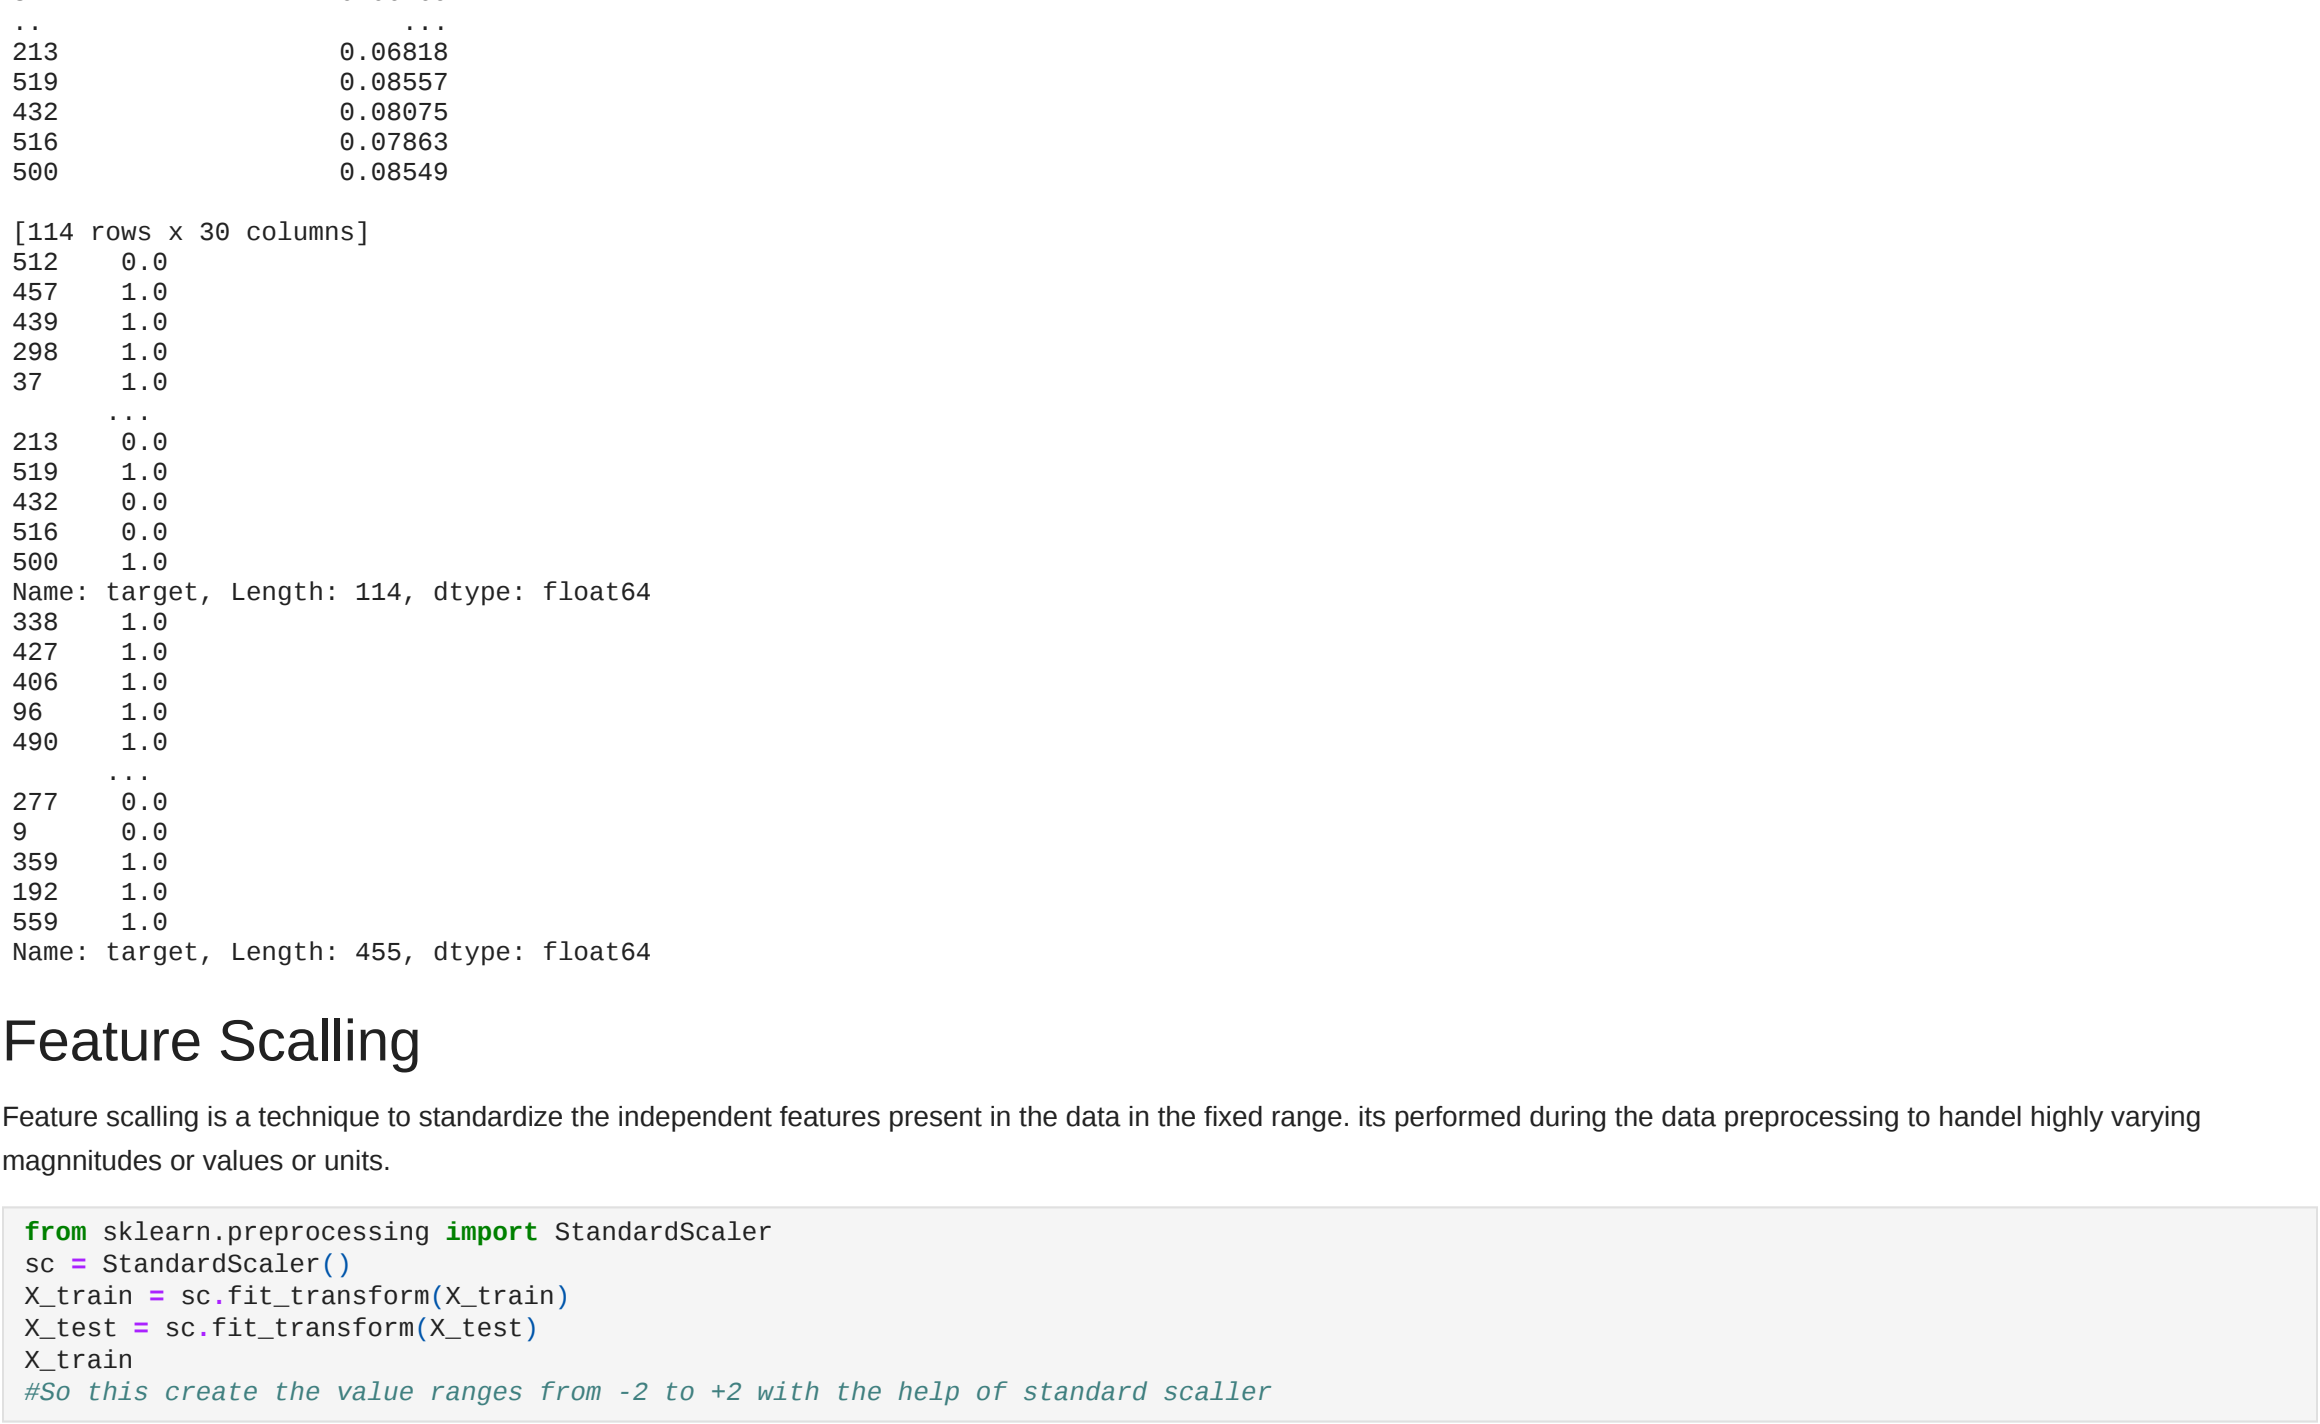 .. ...
213 0.06818
519 0.08557
432 0.08075
516 0.07863
500 0.08549
[114 rows x 30 columns]
512 0.0
457 1.0
439 1.0
298 1.0
37 1.0
...
213 0.0
519 1.0
432 0.0
516 0.0
500 1.0
Name: target, Length: 114, dtype: float64
338 1.0
427 1.0
406 1.0
96 1.0
490 1.0
...
277 0.0
9 0.0
359 1.0
192 1.0
559 1.0
Name: target, Length: 455, dtype: float64
Feature Scalling
Feature scalling is a technique to standardize the independent features present in the data in the fixed range. its performed during the data preprocessing to handel highly varying
magnnitudes or values or units.
from sklearn.preprocessing import StandardScaler
sc = StandardScaler()
X_train = sc.fit_transform(X_train)
X_test = sc.fit_transform(X_test)
X_train
#So this create the value ranges from -2 to +2 with the help of standard scaller